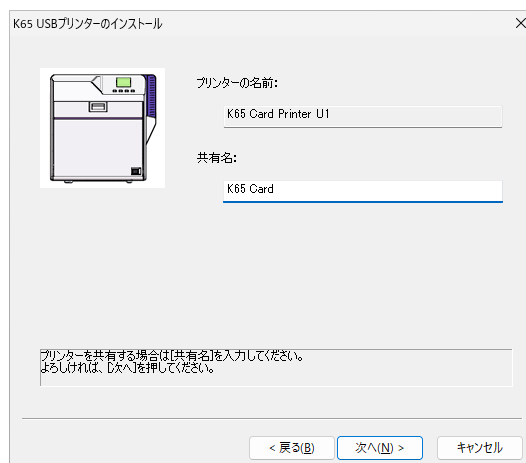 K65 USBプリンターのインストール
プリンターの名前:
K65 Card Printer U1
共有名:
K65 Card
プリンターを共有する場合は[共有名]を入力してください。
よろしければ、[次へ]を押してください。
< 戻る(B)
次へ(N) >
キャンセル